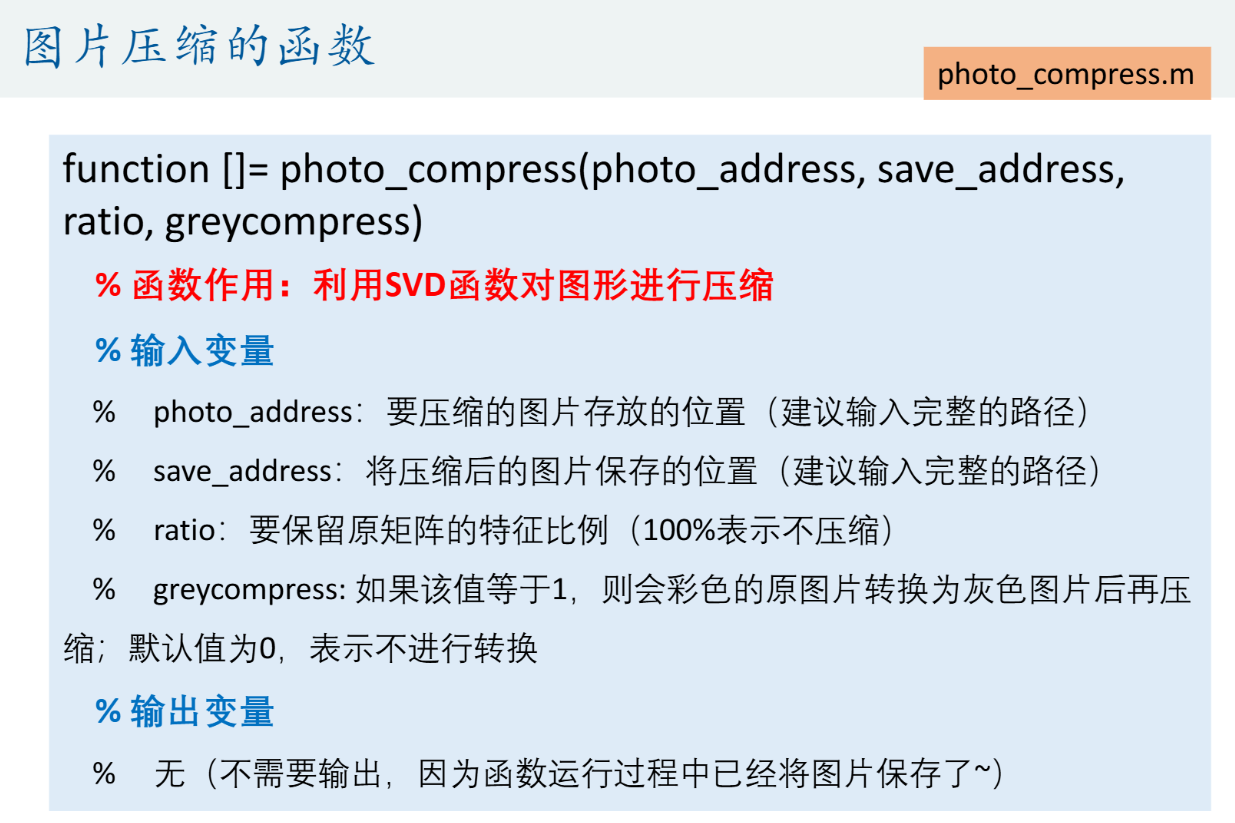 图片压缩的函数
photo_compress.m
function []= photo_compress(photo_address, save_address,
ratio, greycompress)
% 函数作用：利用SVD函数对图形进行压缩
% 输入变量
% photo_address：要压缩的图片存放的位置（建议输入完整的路径）
% save_address：将压缩后的图片保存的位置（建议输入完整的路径）
% ratio：要保留原矩阵的特征比例（100%表示不压缩）
% greycompress: 如果该值等于1，则会彩色的原图片转换为灰色图片后再压
缩；默认值为0，表示不进行转换
% 输出变量
% 无（不需要输出，因为函数运行过程中已经将图片保存了~）